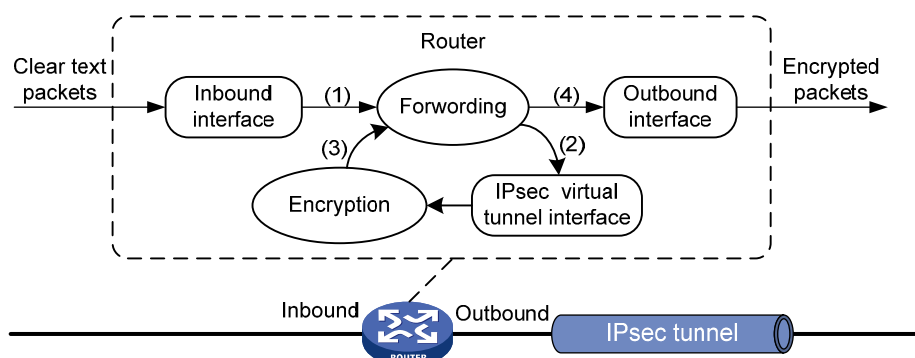 Router
Clear text
packets
Inbound
interface
(1)
Forwording
(4)
Outbound
interface
Encrypted
packets
(3)
(2)
Encryption
IPsec virtual
tunnel interface
Inbound
Outbound
IPsec tunnel
ROUTER